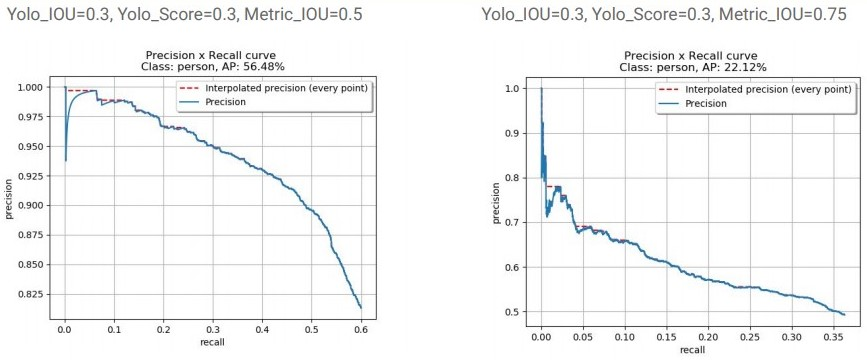 Yolo_IOU=0.3, Yolo_Score=0.3, Metric_IOU=0.5
Precision x Recall curve
Class: person, AP: 56.48%
Interpolated precision (every point)
Precision
1.000
0.975
0.950
0.925
0.900
0.875
0.850
0.825
precision
0.0 0.1 0.2 0.3 0.4 0.5 0.6
recall
Yolo_IOU=0.3, Yolo_Score=0.3, Metric_IOU=0.75
Precision x Recall curve
Class: person, AP: 22.12%
Interpolated precision (every point)
Precision
1.0
0.9
0.8
0.7
0.6
0.5
precision
0.00 0.05 0.10 0.15 0.20 0.25 0.30 0.35
recall